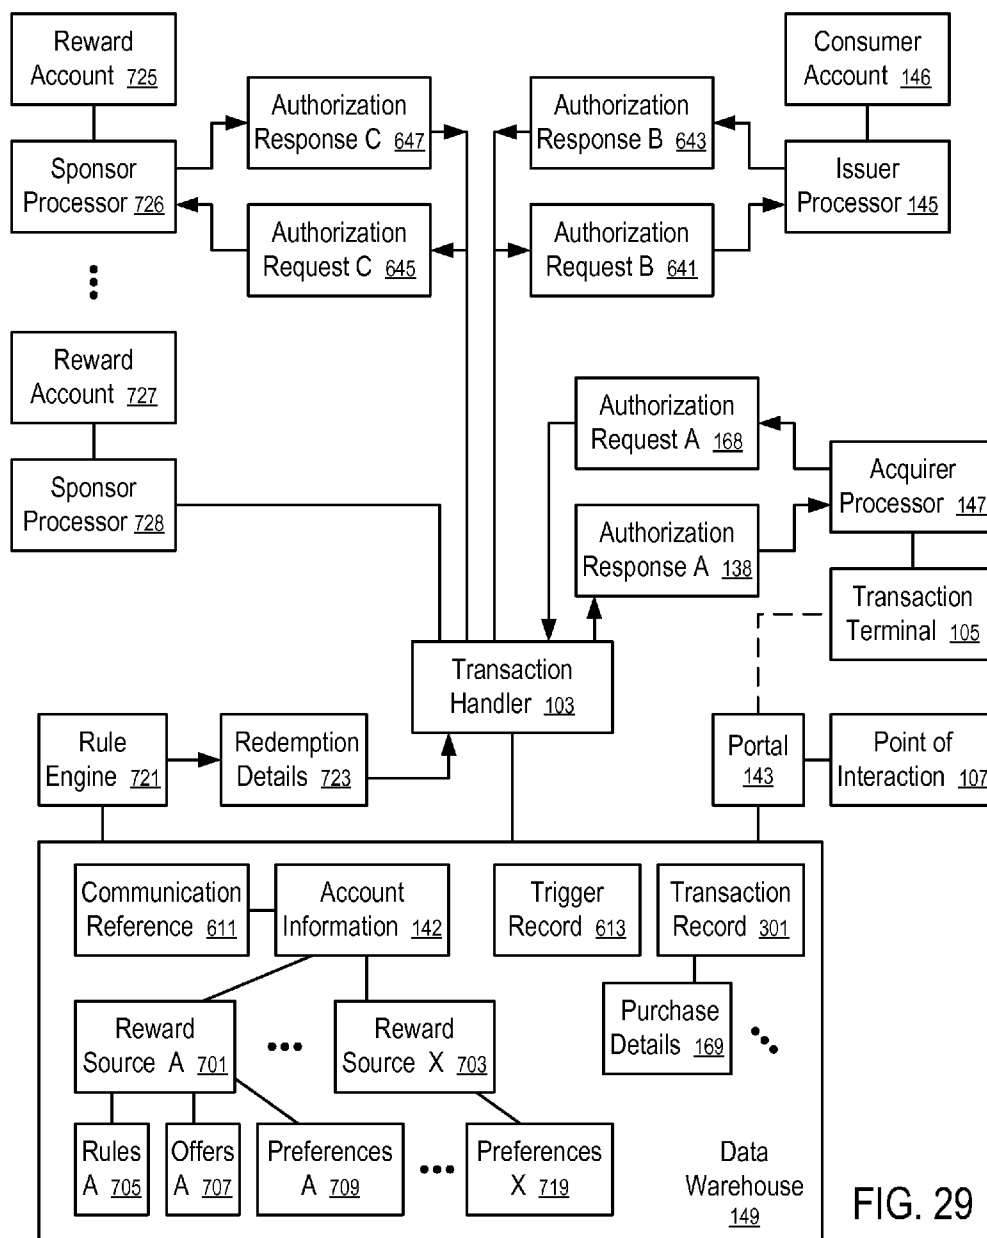 Reward
Account 725
Consumer
Account 146
Authorization
Response C 647
Authorization
Response B 643
Sponsor
Processor 726
Issuer
Processor 145
Authorization
Request C 645
Authorization
Request B 641
Reward
Account 727
Authorization
Request A 168
Sponsor
Processor 728
Acquirer
Processor 147
Authorization
Response A 138
Transaction
Terminal 105
Transaction
Handler 103
Rule
Engine 721
Redemption
Details 723
Portal
143
Point of
Interaction 107
Communication
Reference 611
Account
Information 142
Trigger
Record 613
Transaction
Record 301
Reward
Source A 701
Reward
Source X 703
Purchase
Details 169
Rules
A 705
Offers
A 707
Preferences
A 709
Preferences
X 719
Data
Warehouse
149
FIG. 29